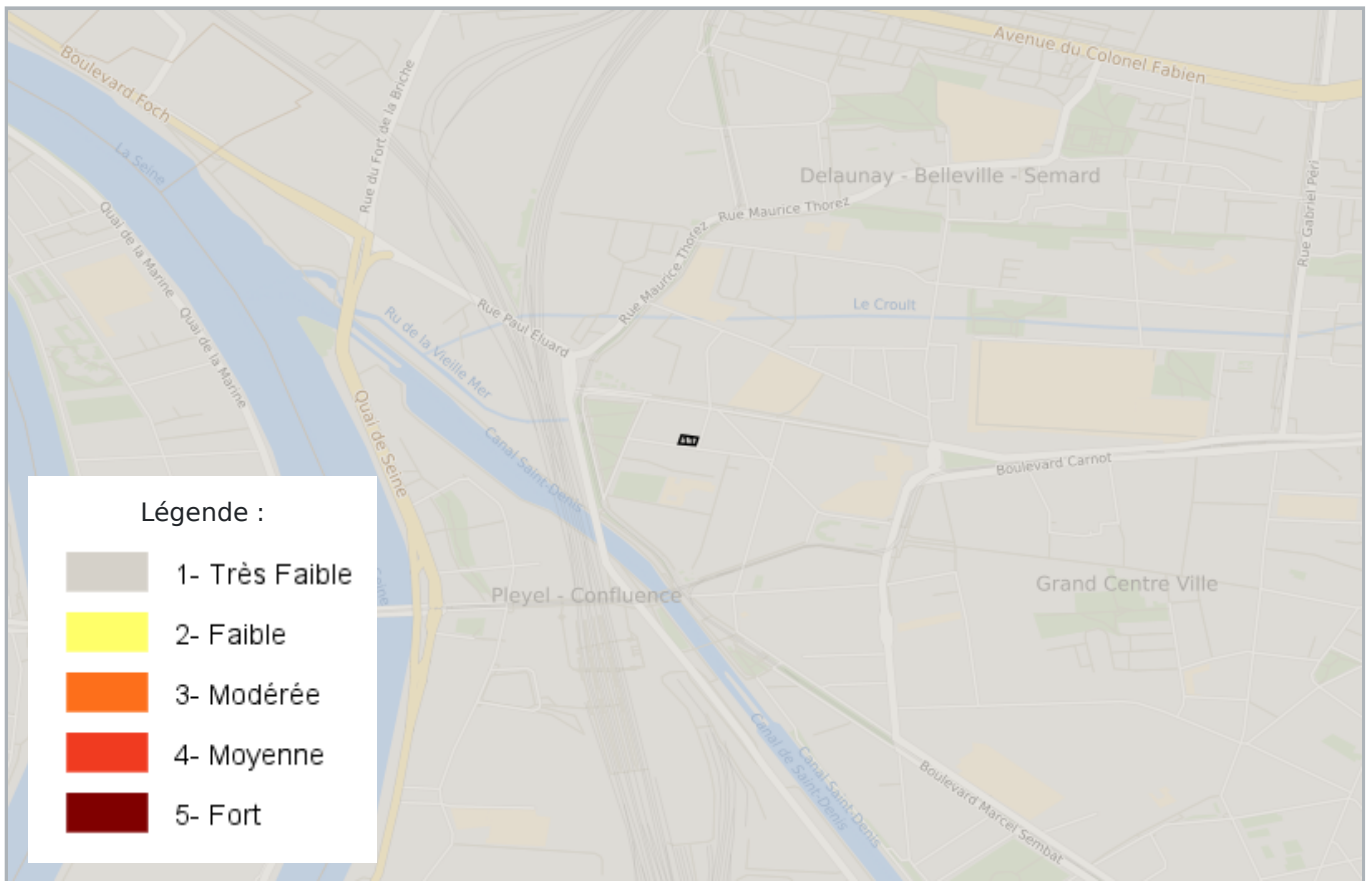 Avenue du Colonel Fabien
Boulevard Foch
Rue du Fort de la Briche
La Seine
Delaunay - Belleville - Semard
Rue Gabriel Péri
Quai de la Marine
Rue Maurice Thorez
Rue Maurice Thorez
Quai de la Marine
Le Croult
Rue Paul Eluard
Ru de la Vieille Mer
Quai de Seine
Canal Saint-Denis
Boulevard Carnot
Seine
Pleyel - Confluence
Grand Centre Ville
Canal de Saint-Denis
Canal Saint-Denis
Boulevard Marcel Sembat
Légende :
1- Très Faible
2- Faible
3- Modérée
4- Moyenne
5- Fort